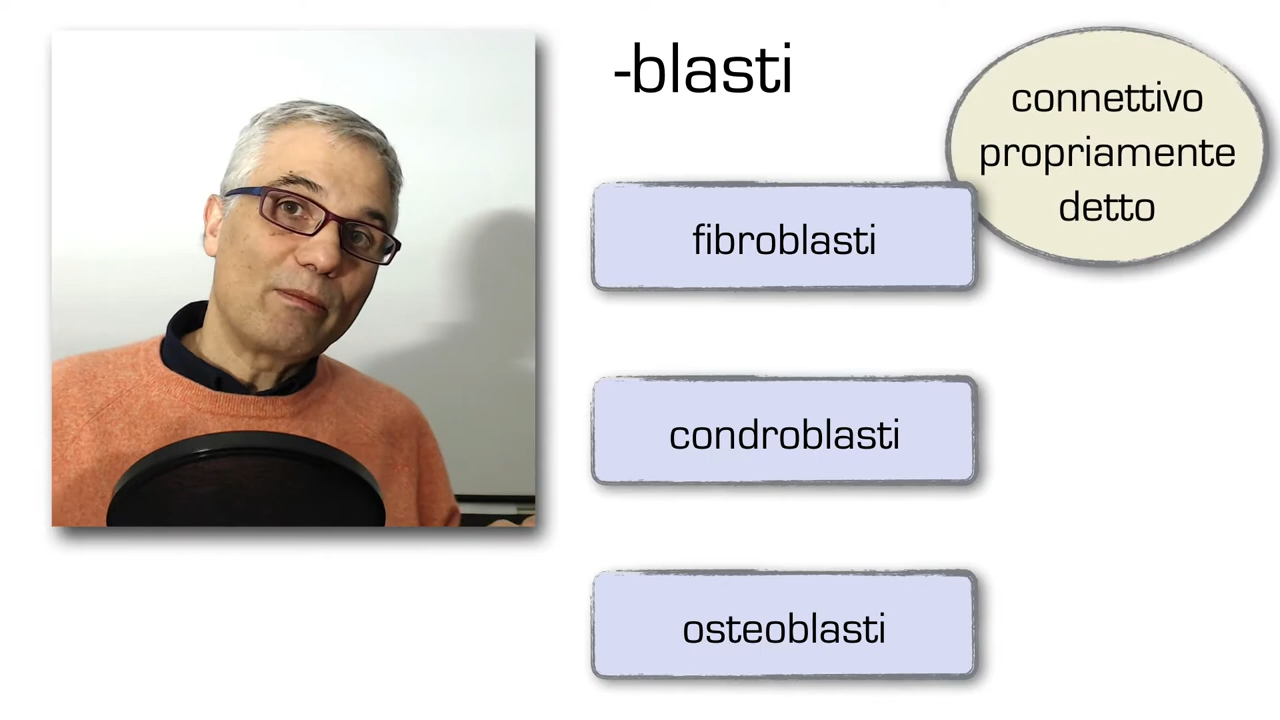 -blasti
connettivo
propriamente
detto
fibroblasti
condroblasti
osteoblasti